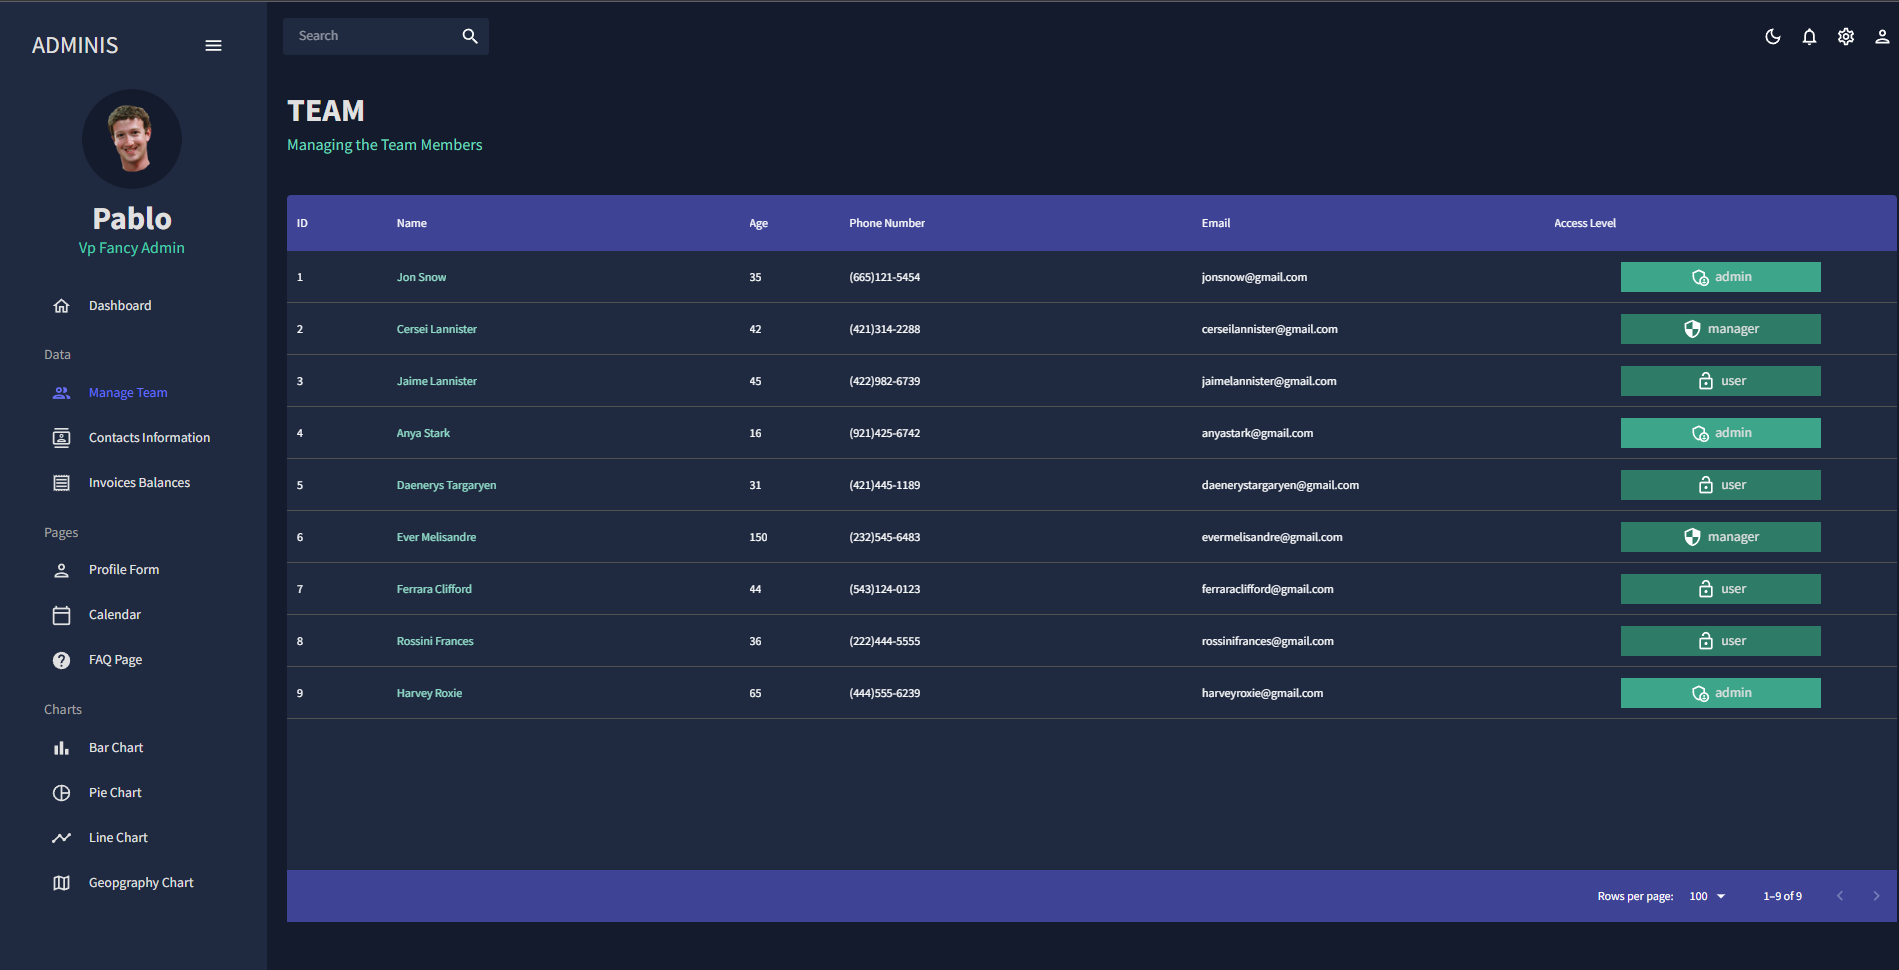 ADMINIS
Search
Pablo
Vp Fancy Admin
Dashboard
Data
Manage Team
Contacts Information
Invoices Balances
Pages
Profile Form
Calendar
FAQ Page
Charts
Bar Chart
Pie Chart
Line Chart
Geopgraphy Chart
TEAM
Managing the Team Members
ID Name Age Phone Number Email Access Level
1 Jon Snow 35 (665)121-5454 jonsnow@gmail.com admin
2 Cersei Lannister 42 (421)314-2288 cerseilannister@gmail.com manager
3 Jaime Lannister 45 (422)982-6739 jaimelannister@gmail.com user
4 Anya Stark 16 (921)425-6742 anyastark@gmail.com admin
5 Daenerys Targaryen 31 (421)445-1189 daenerystargaryen@gmail.com user
6 Ever Melisandre 150 (232)545-6483 evermelisandre@gmail.com manager
7 Ferrara Clifford 44 (543)124-0123 ferraraclifford@gmail.com user
8 Rossini Frances 36 (222)444-5555 rossinifrances@gmail.com user
9 Harvey Roxie 65 (444)555-6239 harveyroxie@gmail.com admin
Rows per page: 100 1–9 of 9